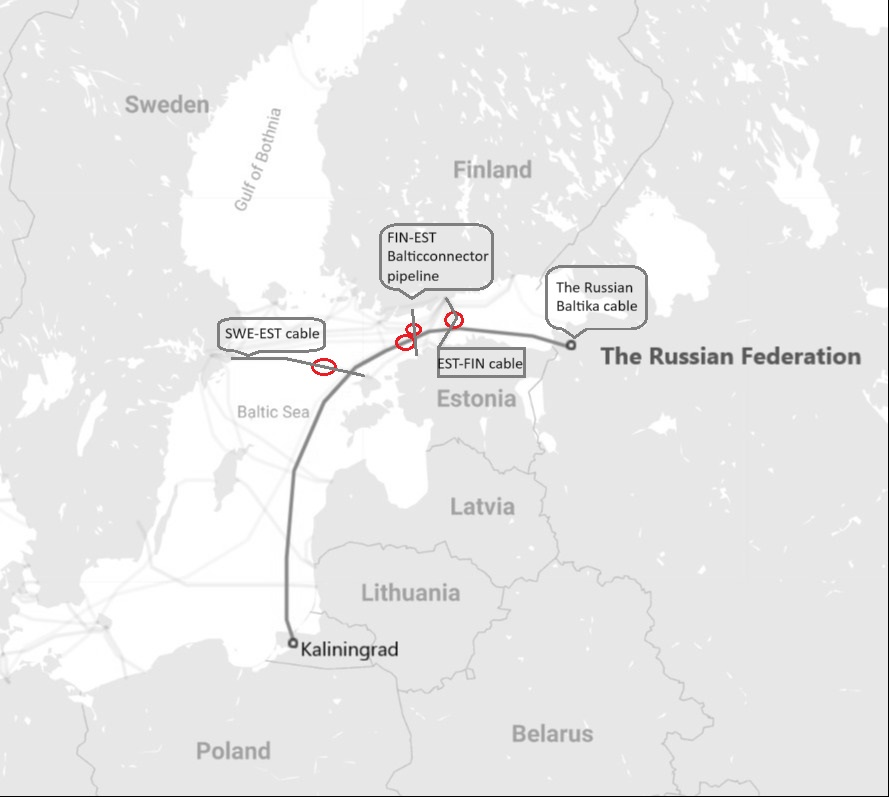 Sweden
Gulf of Bothnia
Finland
FIN-EST
Balticconnector
pipeline
The Russian
Baltika cable
SWE-EST cable
The Russian Federation
EST-FIN cable
Estonia
Baltic Sea
Latvia
Lithuania
Kaliningrad
Belarus
Poland